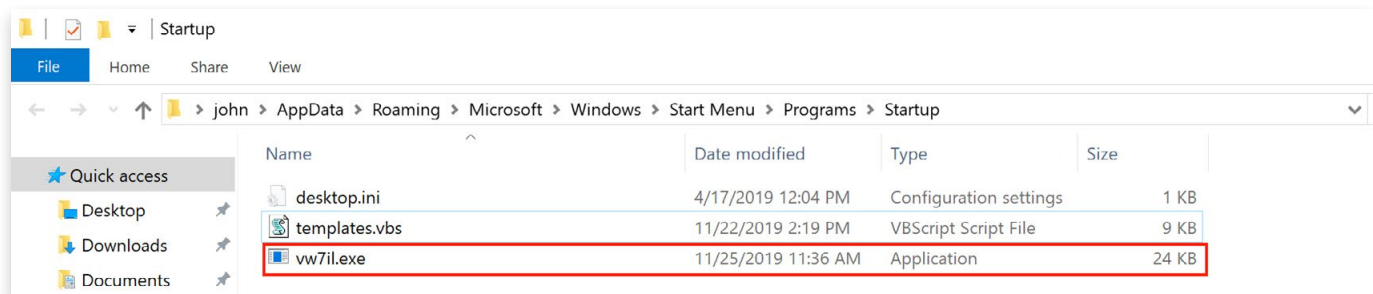 Startup
File Home Share View
john > AppData > Roaming > Microsoft > Windows > Start Menu > Programs > Startup
Name Date modified Type Size
Quick access
desktop.ini 4/17/2019 12:04 PM Configuration settings 1 KB
Desktop
templates.vbs 11/22/2019 2:19 PM VBScript Script File 9 KB
Downloads
vw7il.exe 11/25/2019 11:36 AM Application 24 KB
Documents